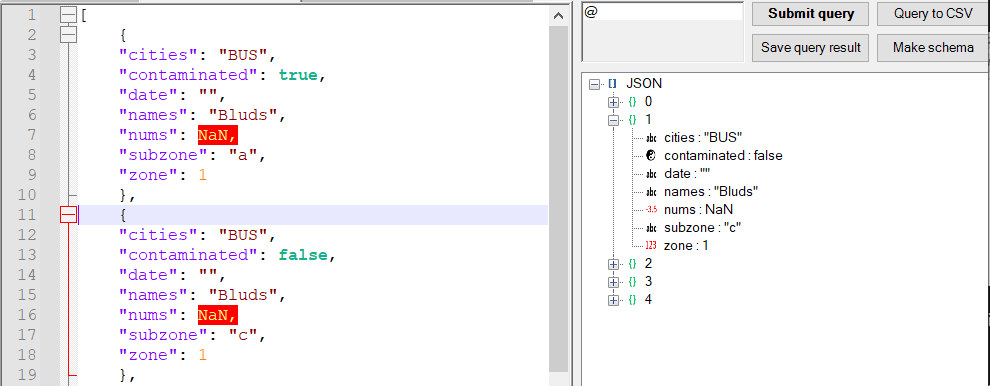 1 [
2 {
3 "cities": "BUS",
4 "contaminated": true,
5 "date": "",
6 "names": "Bluds",
7 "nums": NaN,
8 "subzone": "a",
9 "zone": 1
10 },
11 {
12 "cities": "BUS",
13 "contaminated": false,
14 "date": "",
15 "names": "Bluds",
16 "nums": NaN,
17 "subzone": "c",
18 "zone": 1
19 },
@
Submit query
Query to CSV
Save query result
Make schema
[] JSON
{} 0
{} 1
abc cities : "BUS"
contaminated : false
abc date : ""
abc names : "Bluds"
-3.5 nums : NaN
abc subzone : "c"
123 zone : 1
{} 2
{} 3
{} 4